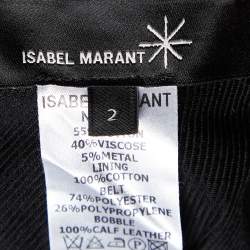 ISABEL MARANT
ISABEL MARANT
2
40%VISCOSE
5%METAL
LINING
100%COTTON
BELT
74%POLYESTER
26%POLYPROPYLENE
BOBBLE
100%CALF LEATHER